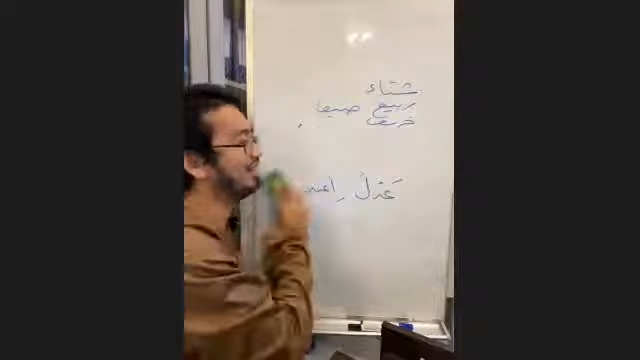 شتاء
ربيع صيف
خريف
عَدْلَ